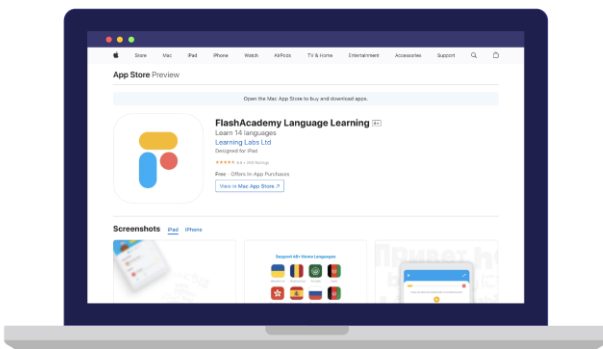 Store Mac iPad iPhone Watch AirPods TV & Home Entertainment Accessories Support
App Store Preview
Open the Mac App Store to buy and download apps.
FlashAcademy Language Learning
Learn 14 languages
Learning Labs Ltd
Designed for iPad
Free · Offers In-App Purchases
View in Mac App Store ↗
Screenshots iPad iPhone
Support 48+ Home Languages
Привет